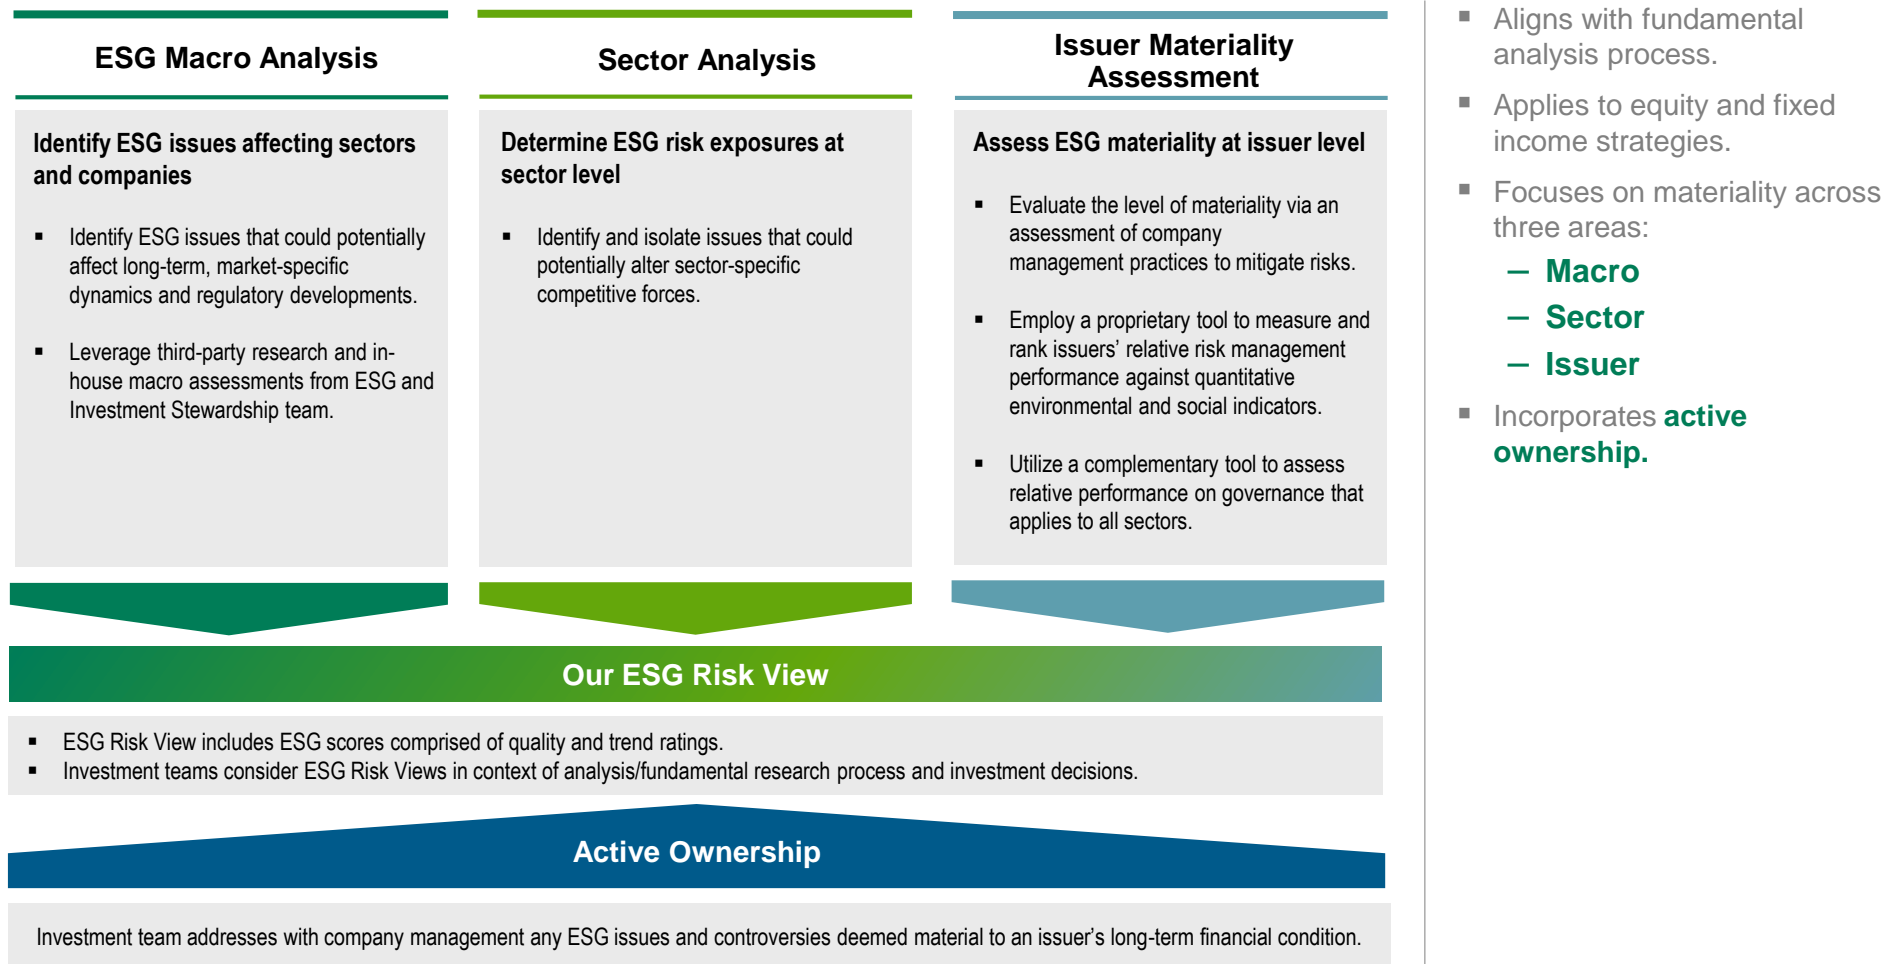 ESG Macro Analysis
Identify ESG issues affecting sectors
and companies
▪ Identify ESG issues that could potentially
affect long-term, market-specific
dynamics and regulatory developments.
▪ Leverage third-party research and in-
house macro assessments from ESG and
Investment Stewardship team.
Sector Analysis
Determine ESG risk exposures at
sector level
▪ Identify and isolate issues that could
potentially alter sector-specific
competitive forces.
Issuer Materiality
Assessment
Assess ESG materiality at issuer level
▪ Evaluate the level of materiality via an
assessment of company
management practices to mitigate risks.
▪ Employ a proprietary tool to measure and
rank issuers’ relative risk management
performance against quantitative
environmental and social indicators.
▪ Utilize a complementary tool to assess
relative performance on governance that
applies to all sectors.
Our ESG Risk View
▪ ESG Risk View includes ESG scores comprised of quality and trend ratings.
▪ Investment teams consider ESG Risk Views in context of analysis/fundamental research process and investment decisions.
Active Ownership
Investment team addresses with company management any ESG issues and controversies deemed material to an issuer’s long-term financial condition.
▪ Aligns with fundamental
analysis process.
▪ Applies to equity and fixed
income strategies.
▪ Focuses on materiality across
three areas:
– Macro
– Sector
– Issuer
▪ Incorporates active
ownership.